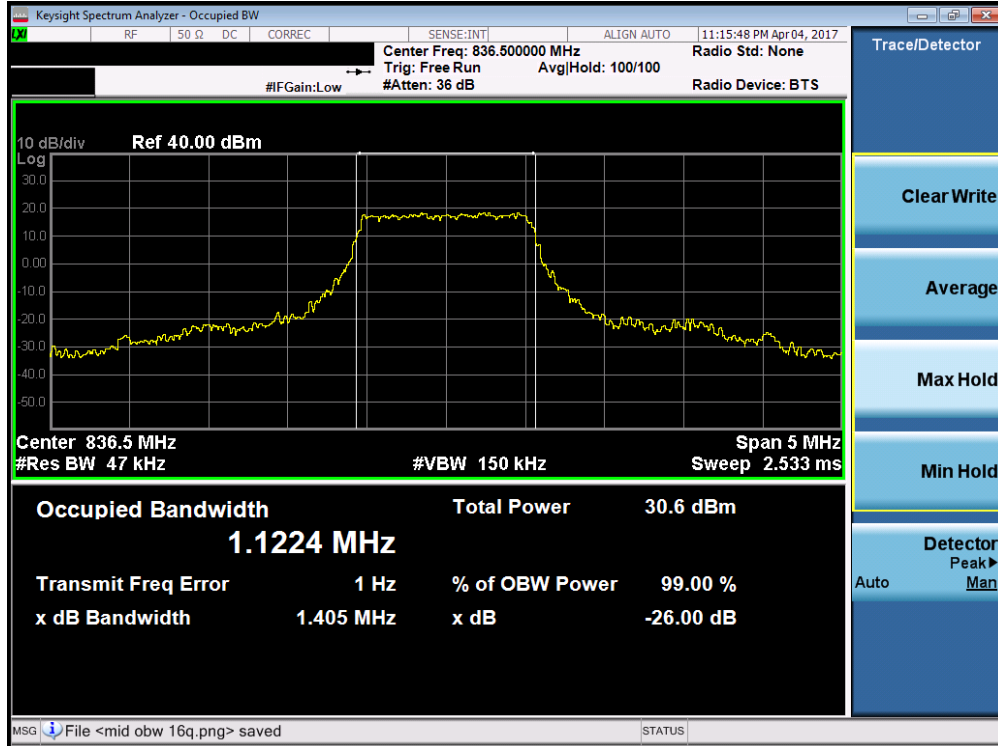 Keysight Spectrum Analyzer - Occupied BW
LXI RF 50 Ω DC CORREC SENSE:INT ALIGN AUTO 11:15:48 PM Apr 04, 2017
Center Freq: 836.500000 MHz Radio Std: None
Trig: Free Run Avg|Hold: 100/100
#IFGain:Low #Atten: 36 dB Radio Device: BTS
Trace/Detector
10 dB/div Ref 40.00 dBm
Log
30.0
20.0
10.0
0.00
-10.0
-20.0
-30.0
-40.0
-50.0
Center 836.5 MHz Span 5 MHz
#Res BW 47 kHz #VBW 150 kHz Sweep 2.533 ms
Occupied Bandwidth Total Power 30.6 dBm
1.1224 MHz
Transmit Freq Error 1 Hz % of OBW Power 99.00 %
x dB Bandwidth 1.405 MHz x dB -26.00 dB
Clear Write
Average
Max Hold
Min Hold
Detector
Peak▶
Auto Man
MSG File <mid obw 16q.png> saved STATUS